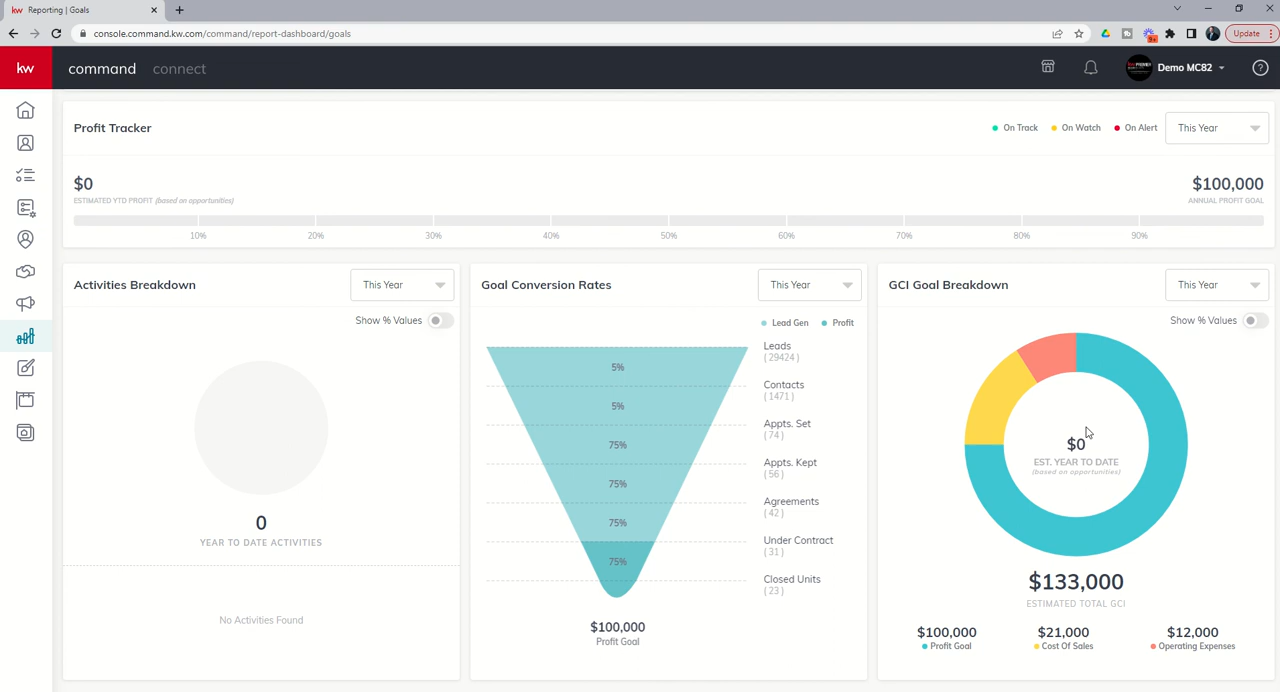 kw Reporting | Goals
console.command.kw.com/command/report-dashboard/goals
9+
Update
kw command connect
Demo MC82
Profit Tracker
On Track On Watch On Alert This Year
$0 $100,000
ESTIMATED YTD PROFIT (based on opportunities) ANNUAL PROFIT GOAL
10% 20% 30% 40% 50% 60% 70% 80% 90%
Activities Breakdown This Year
Show % Values
0
YEAR TO DATE ACTIVITIES
No Activities Found
Goal Conversion Rates This Year
Lead Gen Profit
5%
5%
75%
75%
75%
75%
Leads
( 29424 )
Contacts
( 1471 )
Appts. Set
( 74 )
Appts. Kept
( 56 )
Agreements
( 42 )
Under Contract
( 31 )
Closed Units
( 23 )
$100,000
Profit Goal
GCI Goal Breakdown This Year
Show % Values
$0
EST. YEAR TO DATE
(based on opportunities)
$133,000
ESTIMATED TOTAL GCI
$100,000 $21,000 $12,000
Profit Goal Cost Of Sales Operating Expenses